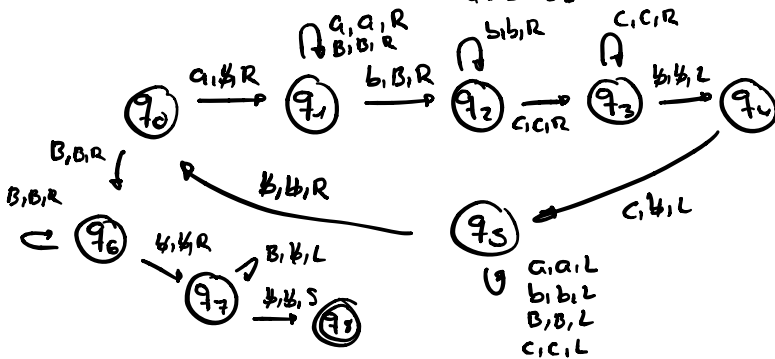 a, a, R
B, B, R
b, b, R
c, c, R
a, ƀ, R
b, B, R
c, c, R
ƀ, ƀ, L
q0
q1
q2
q3
q4
B, B, R
ƀ, ƀ, R
c, ƀ, L
B, B, R
q6
q5
ƀ, ƀ, R
B, ƀ, L
q7
ƀ, ƀ, S
q8
a, a, L
b, b, L
B, B, L
c, c, L